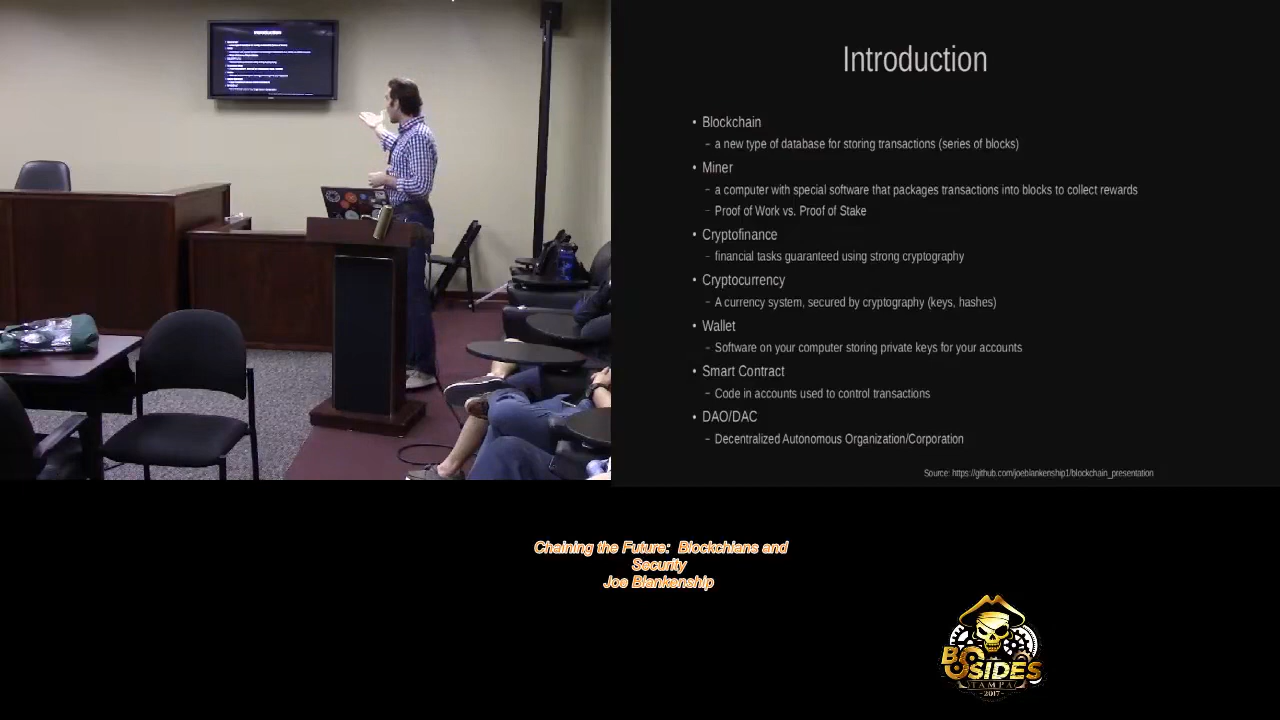 Introduction
• Blockchain
– a new type of database for storing transactions (series of blocks)
• Miner
– a computer with special software that packages transactions into blocks to collect rewards
– Proof of Work vs. Proof of Stake
• Cryptofinance
– financial tasks guaranteed using strong cryptography
• Cryptocurrency
– A currency system, secured by cryptography (keys, hashes)
• Wallet
– Software on your computer storing private keys for your accounts
• Smart Contract
– Code in accounts used to control transactions
• DAO/DAC
– Decentralized Autonomous Organization/Corporation
Source: https://github.com/joeblankenship1/blockchain_presentation
Chaining the Future: Blockchians and
Security
Joe Blankenship
BSIDES
TAMPA
2017